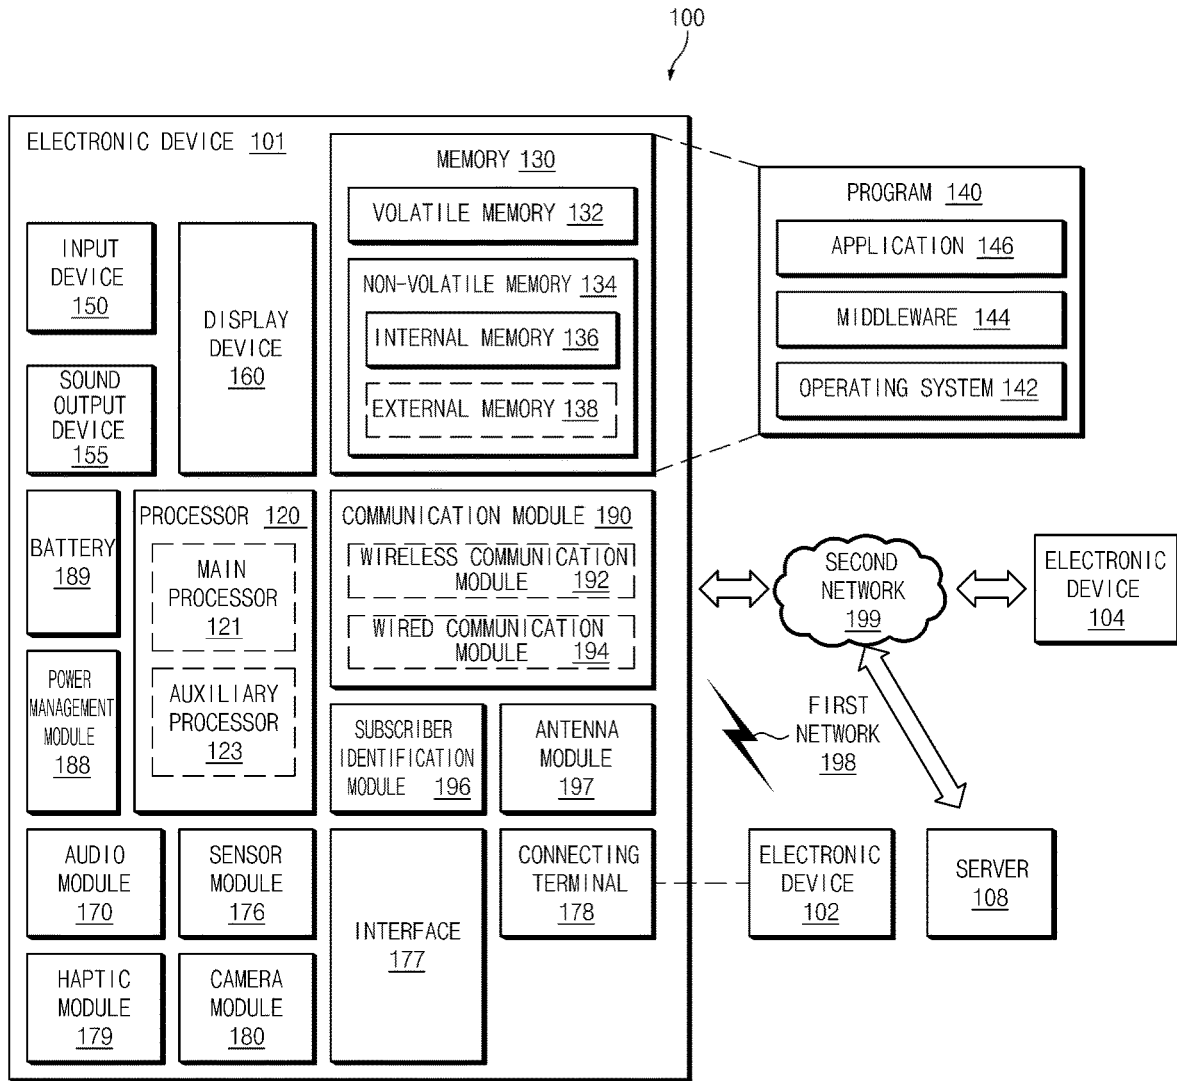 100
ELECTRONIC DEVICE 101
MEMORY 130
VOLATILE MEMORY 132
NON-VOLATILE MEMORY 134
INTERNAL MEMORY 136
EXTERNAL MEMORY 138
PROGRAM 140
APPLICATION 146
MIDDLEWARE 144
OPERATING SYSTEM 142
INPUT
DEVICE
150
SOUND
OUTPUT
DEVICE
155
DISPLAY
DEVICE
160
BATTERY
189
POWER
MANAGEMENT
MODULE
188
PROCESSOR 120
MAIN
PROCESSOR
121
AUXILIARY
PROCESSOR
123
COMMUNICATION MODULE 190
WIRELESS COMMUNICATION
MODULE 192
WIRED COMMUNICATION
MODULE 194
SUBSCRIBER
IDENTIFICATION
MODULE 196
ANTENNA
MODULE
197
SECOND
NETWORK
199
ELECTRONIC
DEVICE
104
FIRST
NETWORK
198
AUDIO
MODULE
170
SENSOR
MODULE
176
INTERFACE
177
CONNECTING
TERMINAL
178
ELECTRONIC
DEVICE
102
SERVER
108
HAPTIC
MODULE
179
CAMERA
MODULE
180